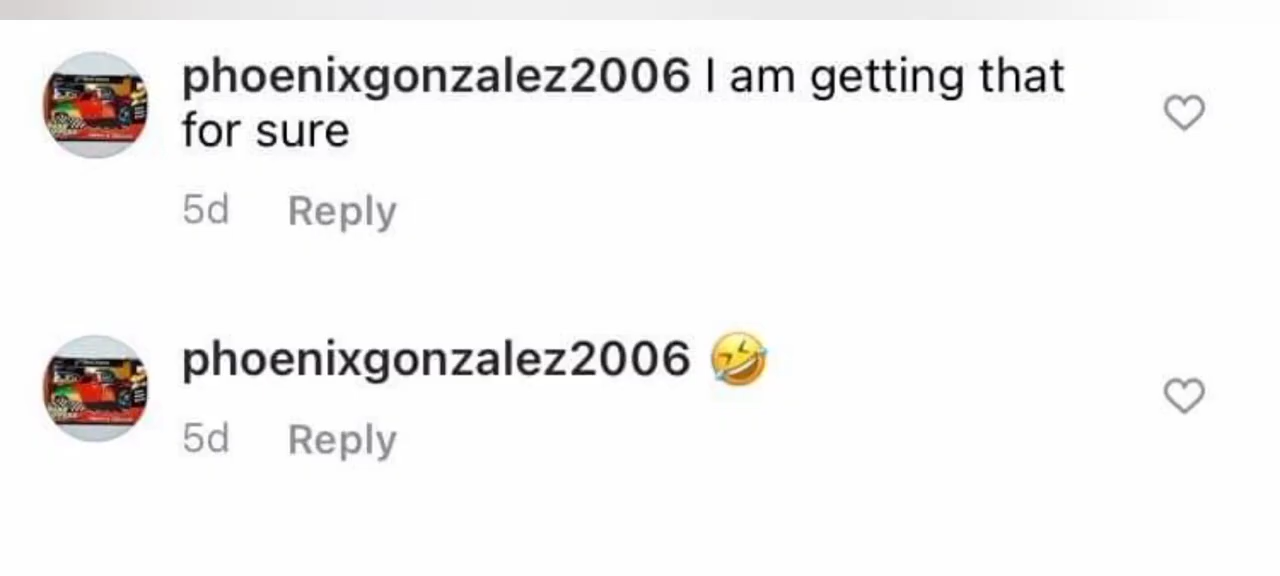 phoenixgonzalez2006 I am getting that
for sure
5d Reply
phoenixgonzalez2006 🤣
5d Reply